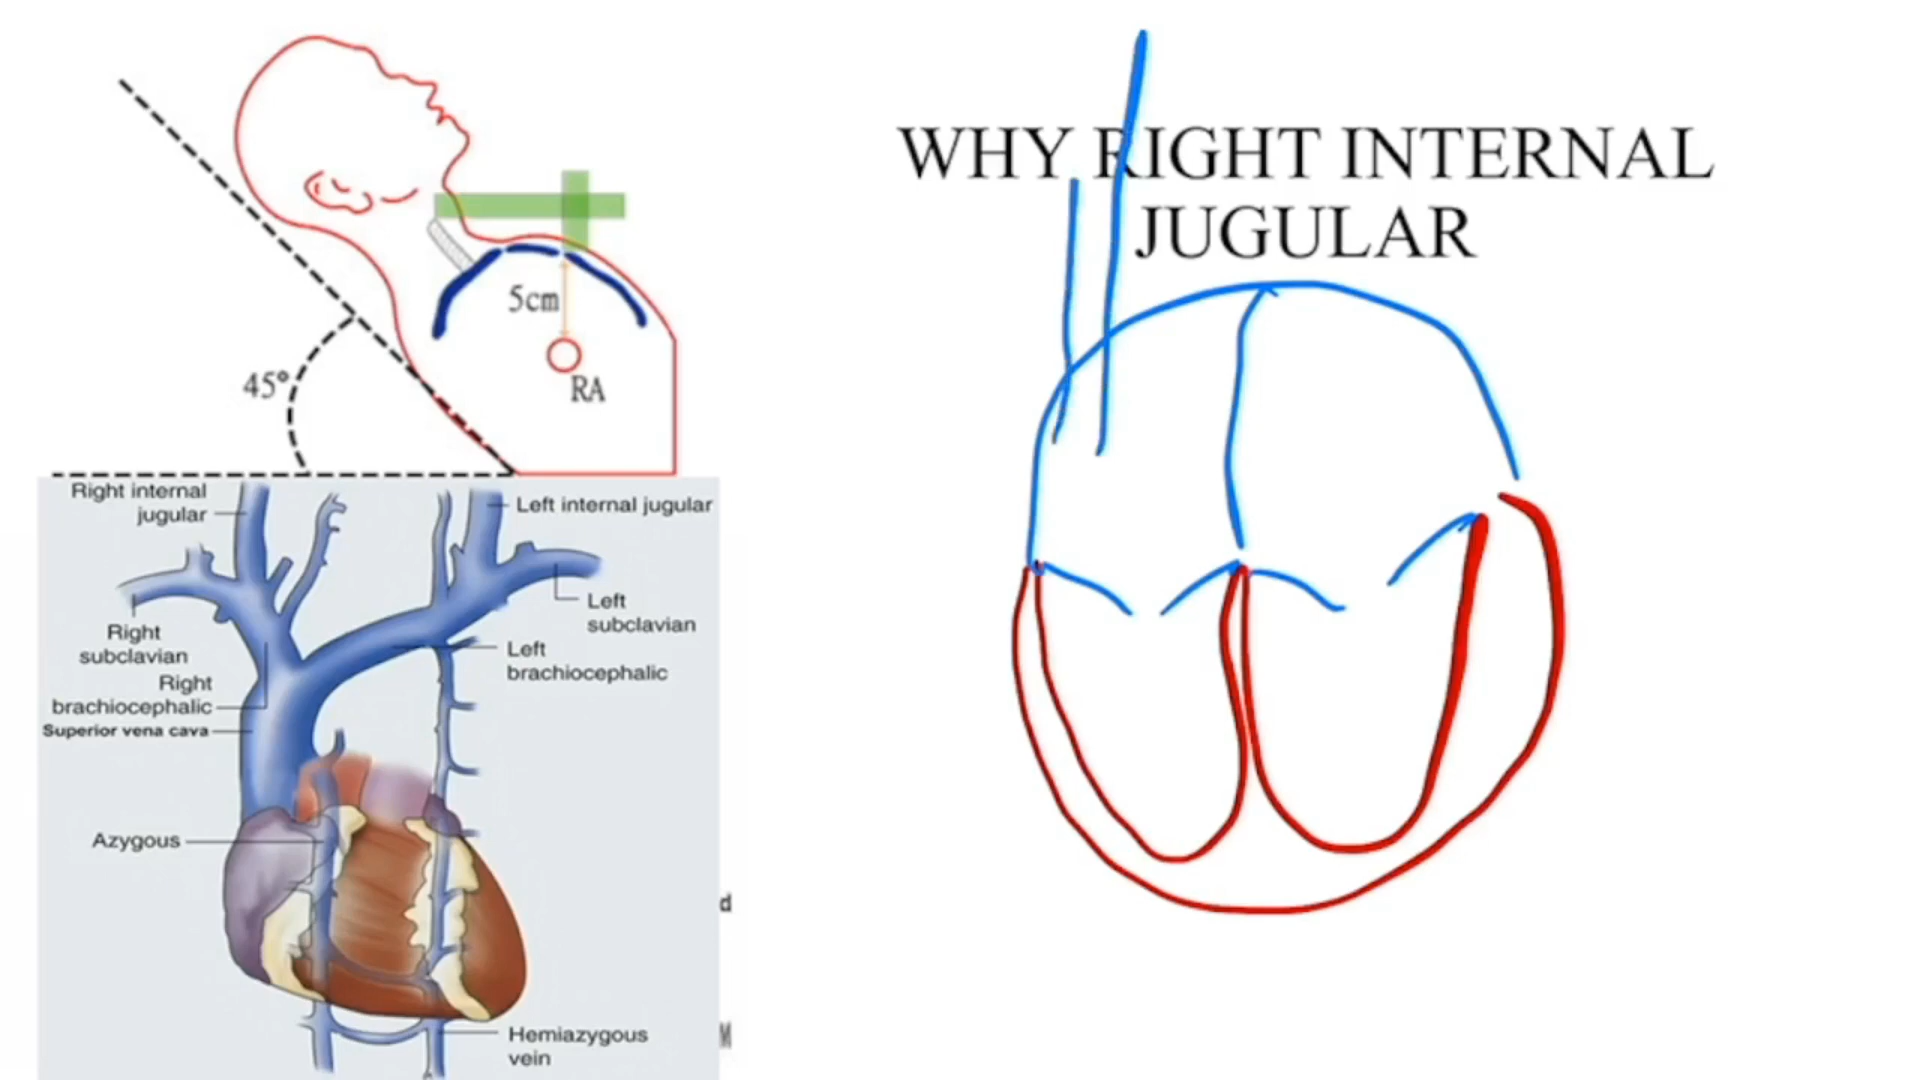 WHY RIGHT INTERNAL
JUGULAR
5cm
RA
45°
Right internal
jugular
Left internal jugular
Left
subclavian
Right
subclavian
Left
brachiocephalic
Right
brachiocephalic
Superior vena cava
Azygous
Hemiazygous
vein
d
M